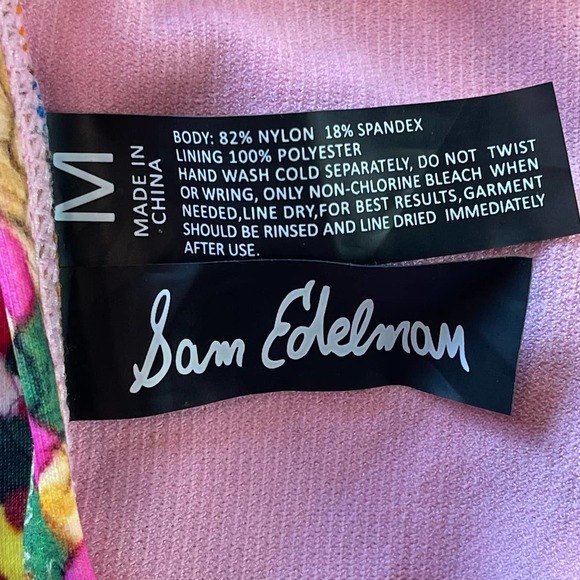 M
MADE IN
CHINA
BODY: 82% NYLON 18% SPANDEX
LINING 100% POLYESTER
HAND WASH COLD SEPARATELY, DO NOT TWIST
OR WRING, ONLY NON-CHLORINE BLEACH WHEN
NEEDED,LINE DRY,FOR BEST RESULTS,GARMENT
SHOULD BE RINSED AND LINE DRIED IMMEDIATELY
AFTER USE.
Sam Edelman